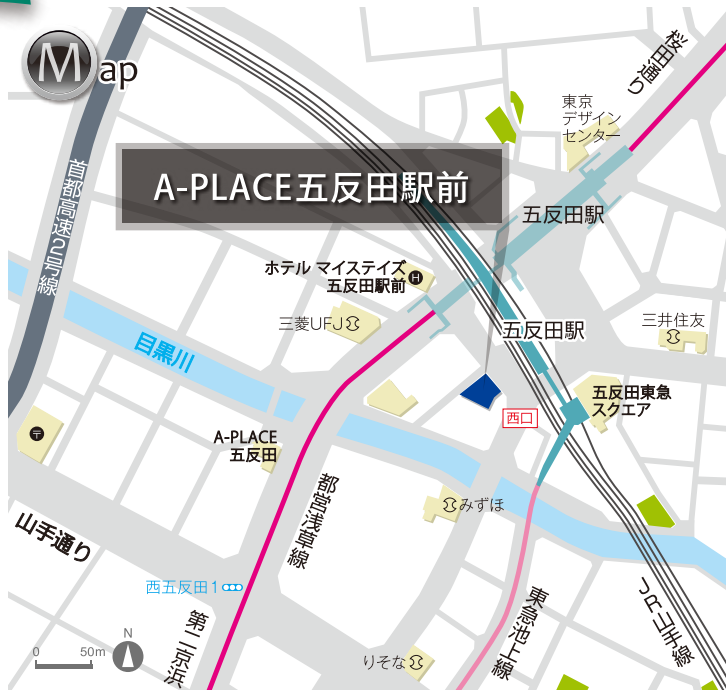 Map
桜田通り
東京
デザイン
センター
首都高速2号線
A-PLACE五反田駅前
五反田駅
ホテル マイステイズ
五反田駅前
H
三菱UFJ
五反田駅
三井住友
目黒川
五反田東急
スクエア
西口
A-PLACE
五反田
〒
都営浅草線
みずほ
山手通り
西五反田1
第二京浜
東急池上線
JR山手線
りそな
0 50m
N